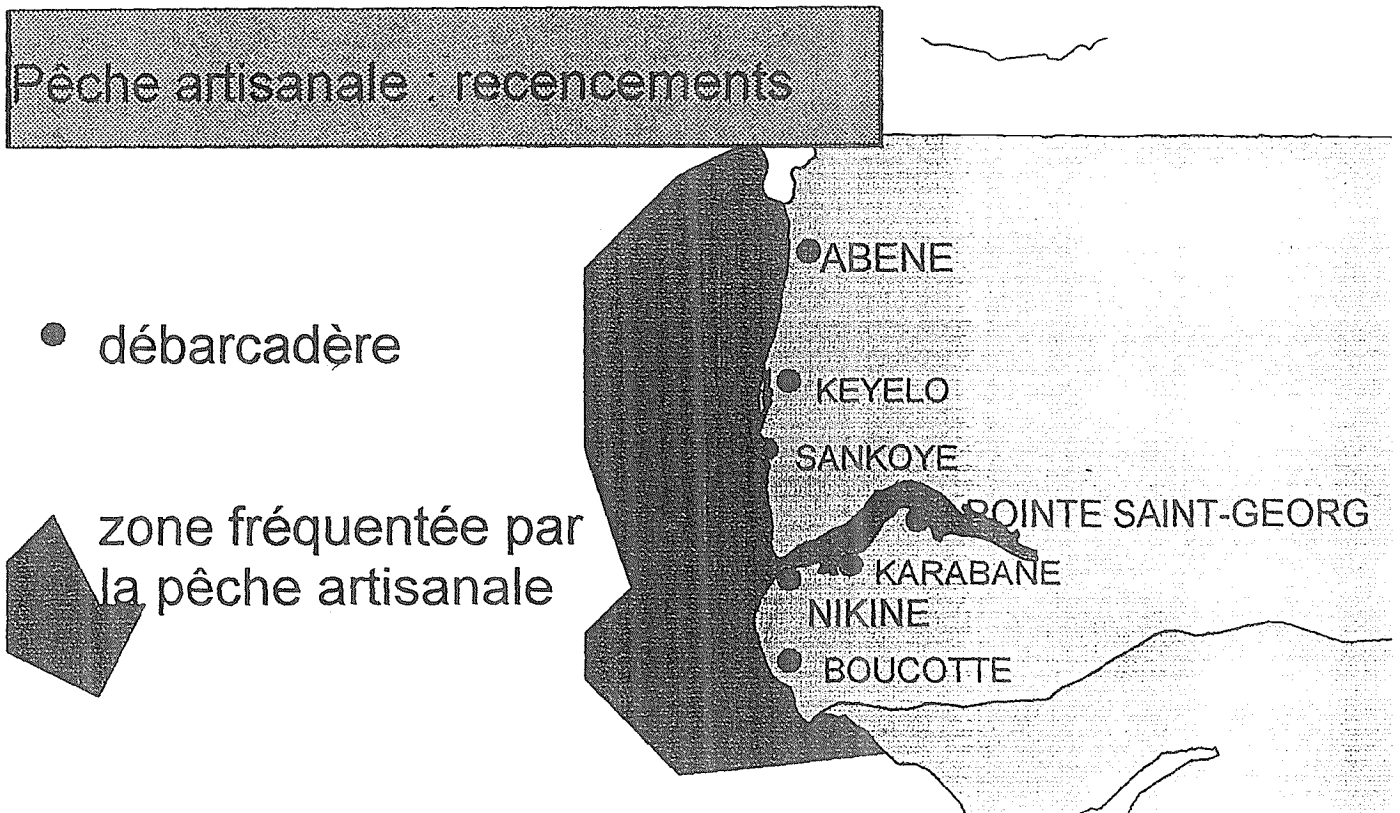 Pêche artisanale : recencements
débarcadère
zone fréquentée par
la pêche artisanale
ABENE
KEYELO
SANKOYE
POINTE SAINT-GEORG
KARABANE
NIKINE
BOUCOTTE